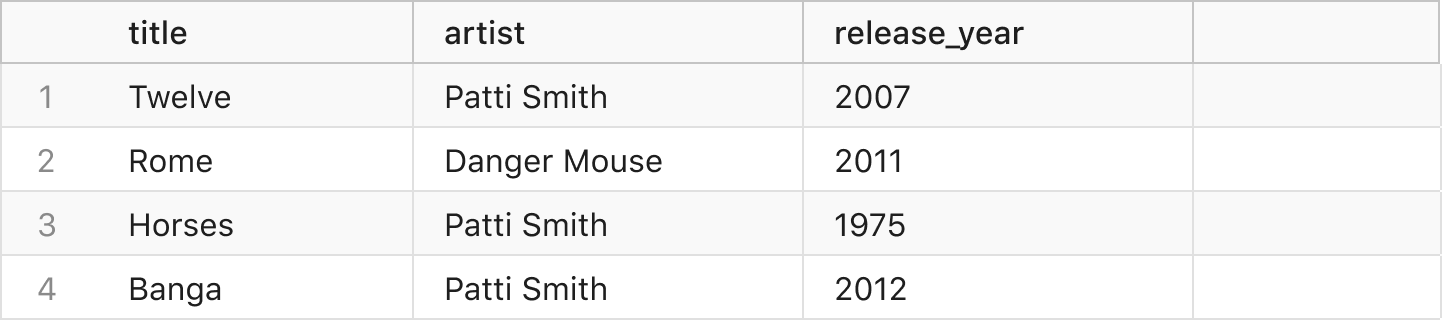 title artist release_year
1 Twelve Patti Smith 2007
2 Rome Danger Mouse 2011
3 Horses Patti Smith 1975
4 Banga Patti Smith 2012